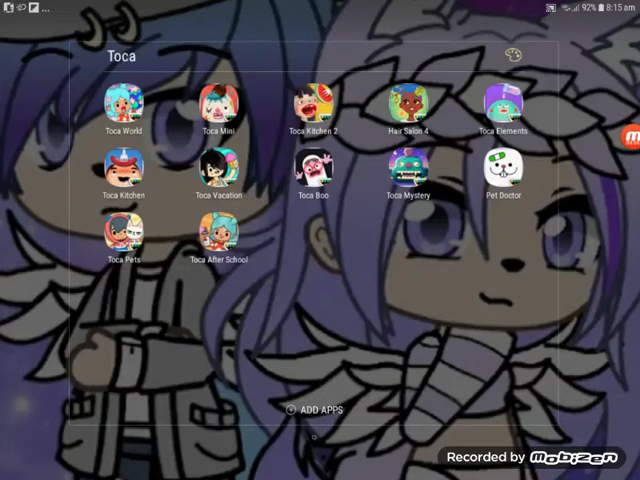 ... 92% 8:15 am
Toca
Toca World Toca Mini Toca Kitchen 2 Hair Salon 4 Toca Elements
Toca Kitchen Toca Vacation Toca Boo Toca Mystery Pet Doctor
Toca Pets Toca After School
ADD APPS
Recorded by Mobizen